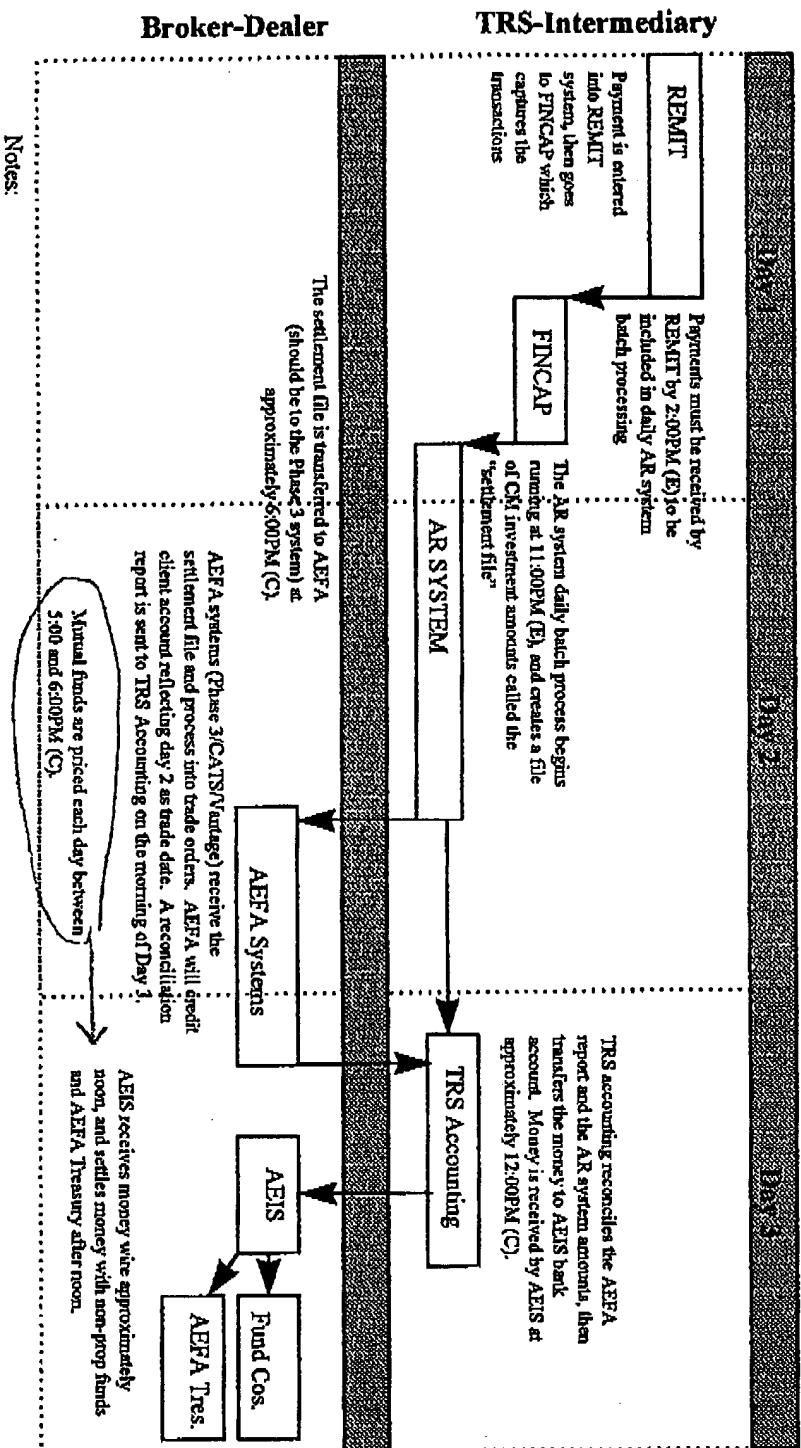 Day 1
Day 2
Day 3
TRS-Intermediary
Broker-Dealer
REMIT
Payment is entered
into REMIT
system, then goes
to FINCAP which
captures the
transactions
Payments must be received by
REMIT by 2:00PM (E) to be
included in daily AR system
batch processing
FINCAP
The AR system daily batch process begins
running at 11:00PM (E), and creates a file
of CM investment amounts called the
"settlement file"
AR SYSTEM
TRS accounting reconciles the AEFA
report and the AR system amounts, then
transfers the money to AEIS bank
account. Money is received by AEIS at
approximately 12:00PM (C).
TRS Accounting
The settlement file is transferred to AEFA
(should be to the Phase 3 system) at
approximately 6:00PM (C).
AEFA Systems
AEFA systems (Phase 3/CATS/Vantage) receive the
settlement file and process into trade orders. AEFA will credit
client account reflecting day 2 as trade date. A reconciliation
report is sent to TRS Accounting on the morning of Day 3.
Mutual funds are priced each day between
5:00 and 6:00PM (C).
AEIS
Fund Cos.
AEFA Tres.
AEIS receives money wire approximately
noon, and settles money with non-prop funds
and AEFA Treasury after noon.
Notes: